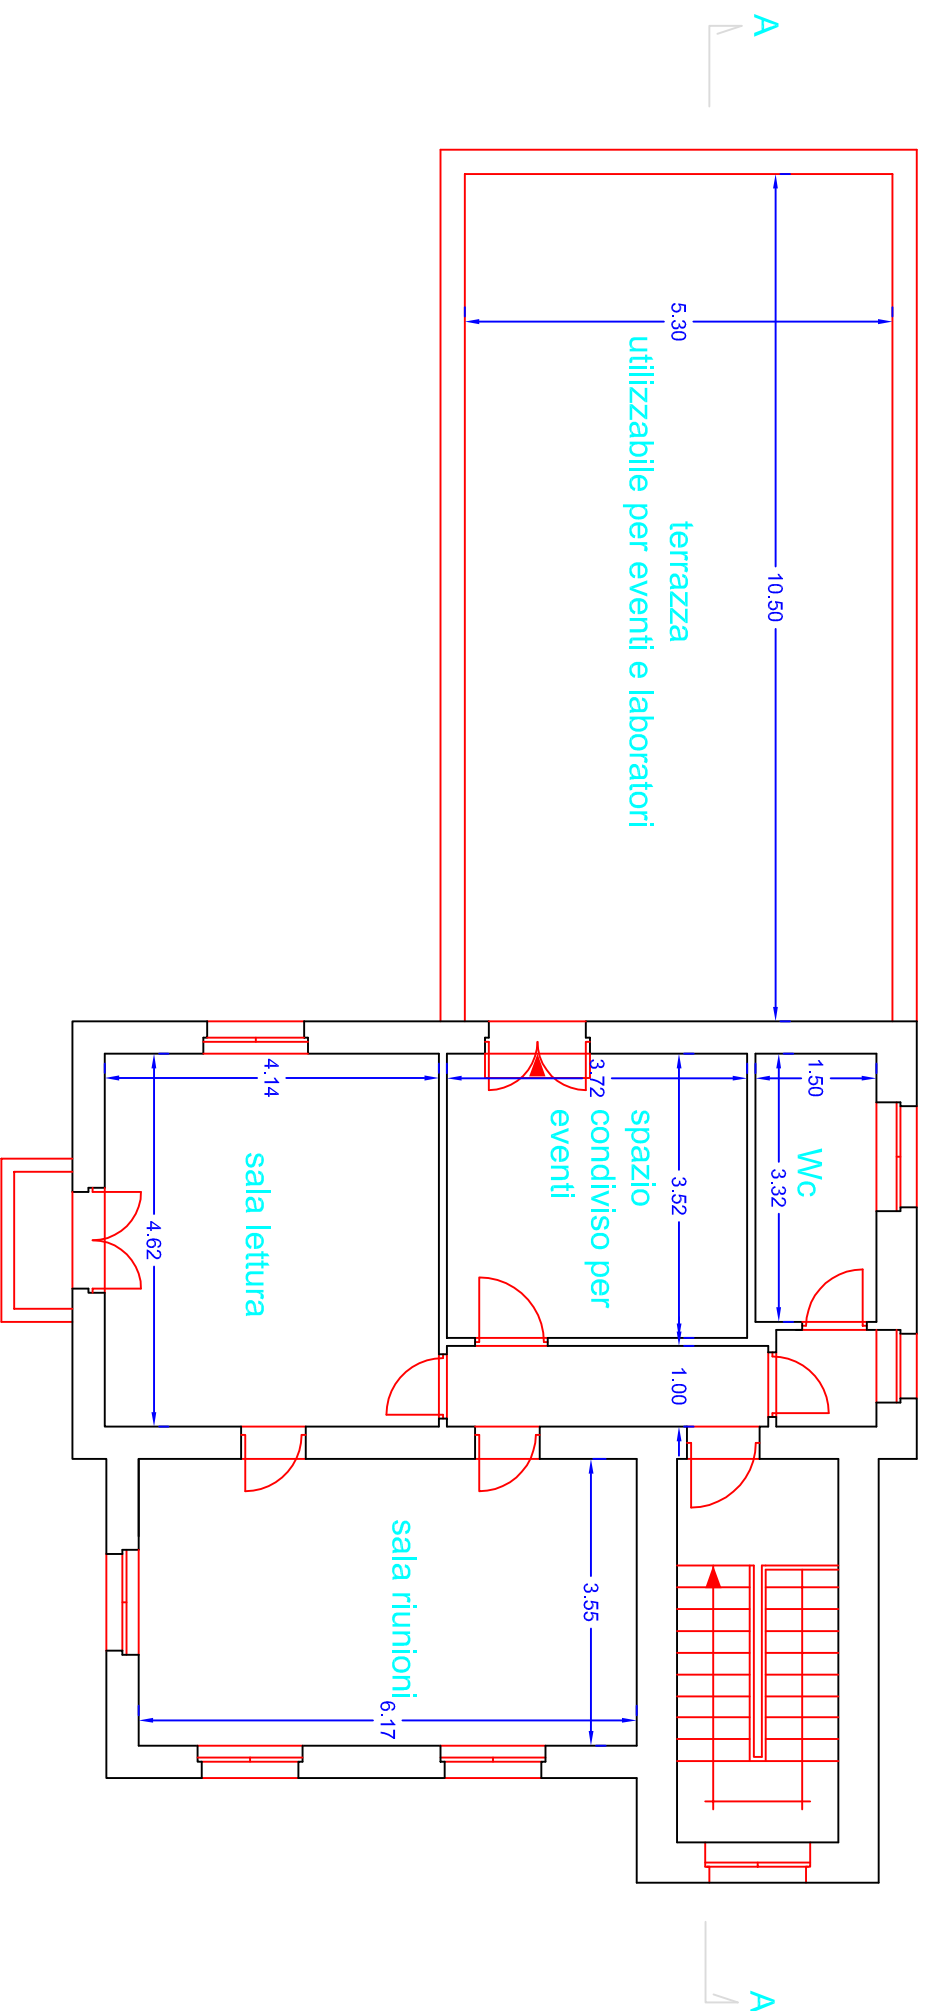 A
5.30
10.50
terrazza
utilizzabile per eventi e laboratori
1.50
Wc
3.32
3.72
3.52
spazio
condiviso per
eventi
4.14
4.62
sala lettura
1.00
3.55
sala riunioni
6.17
A